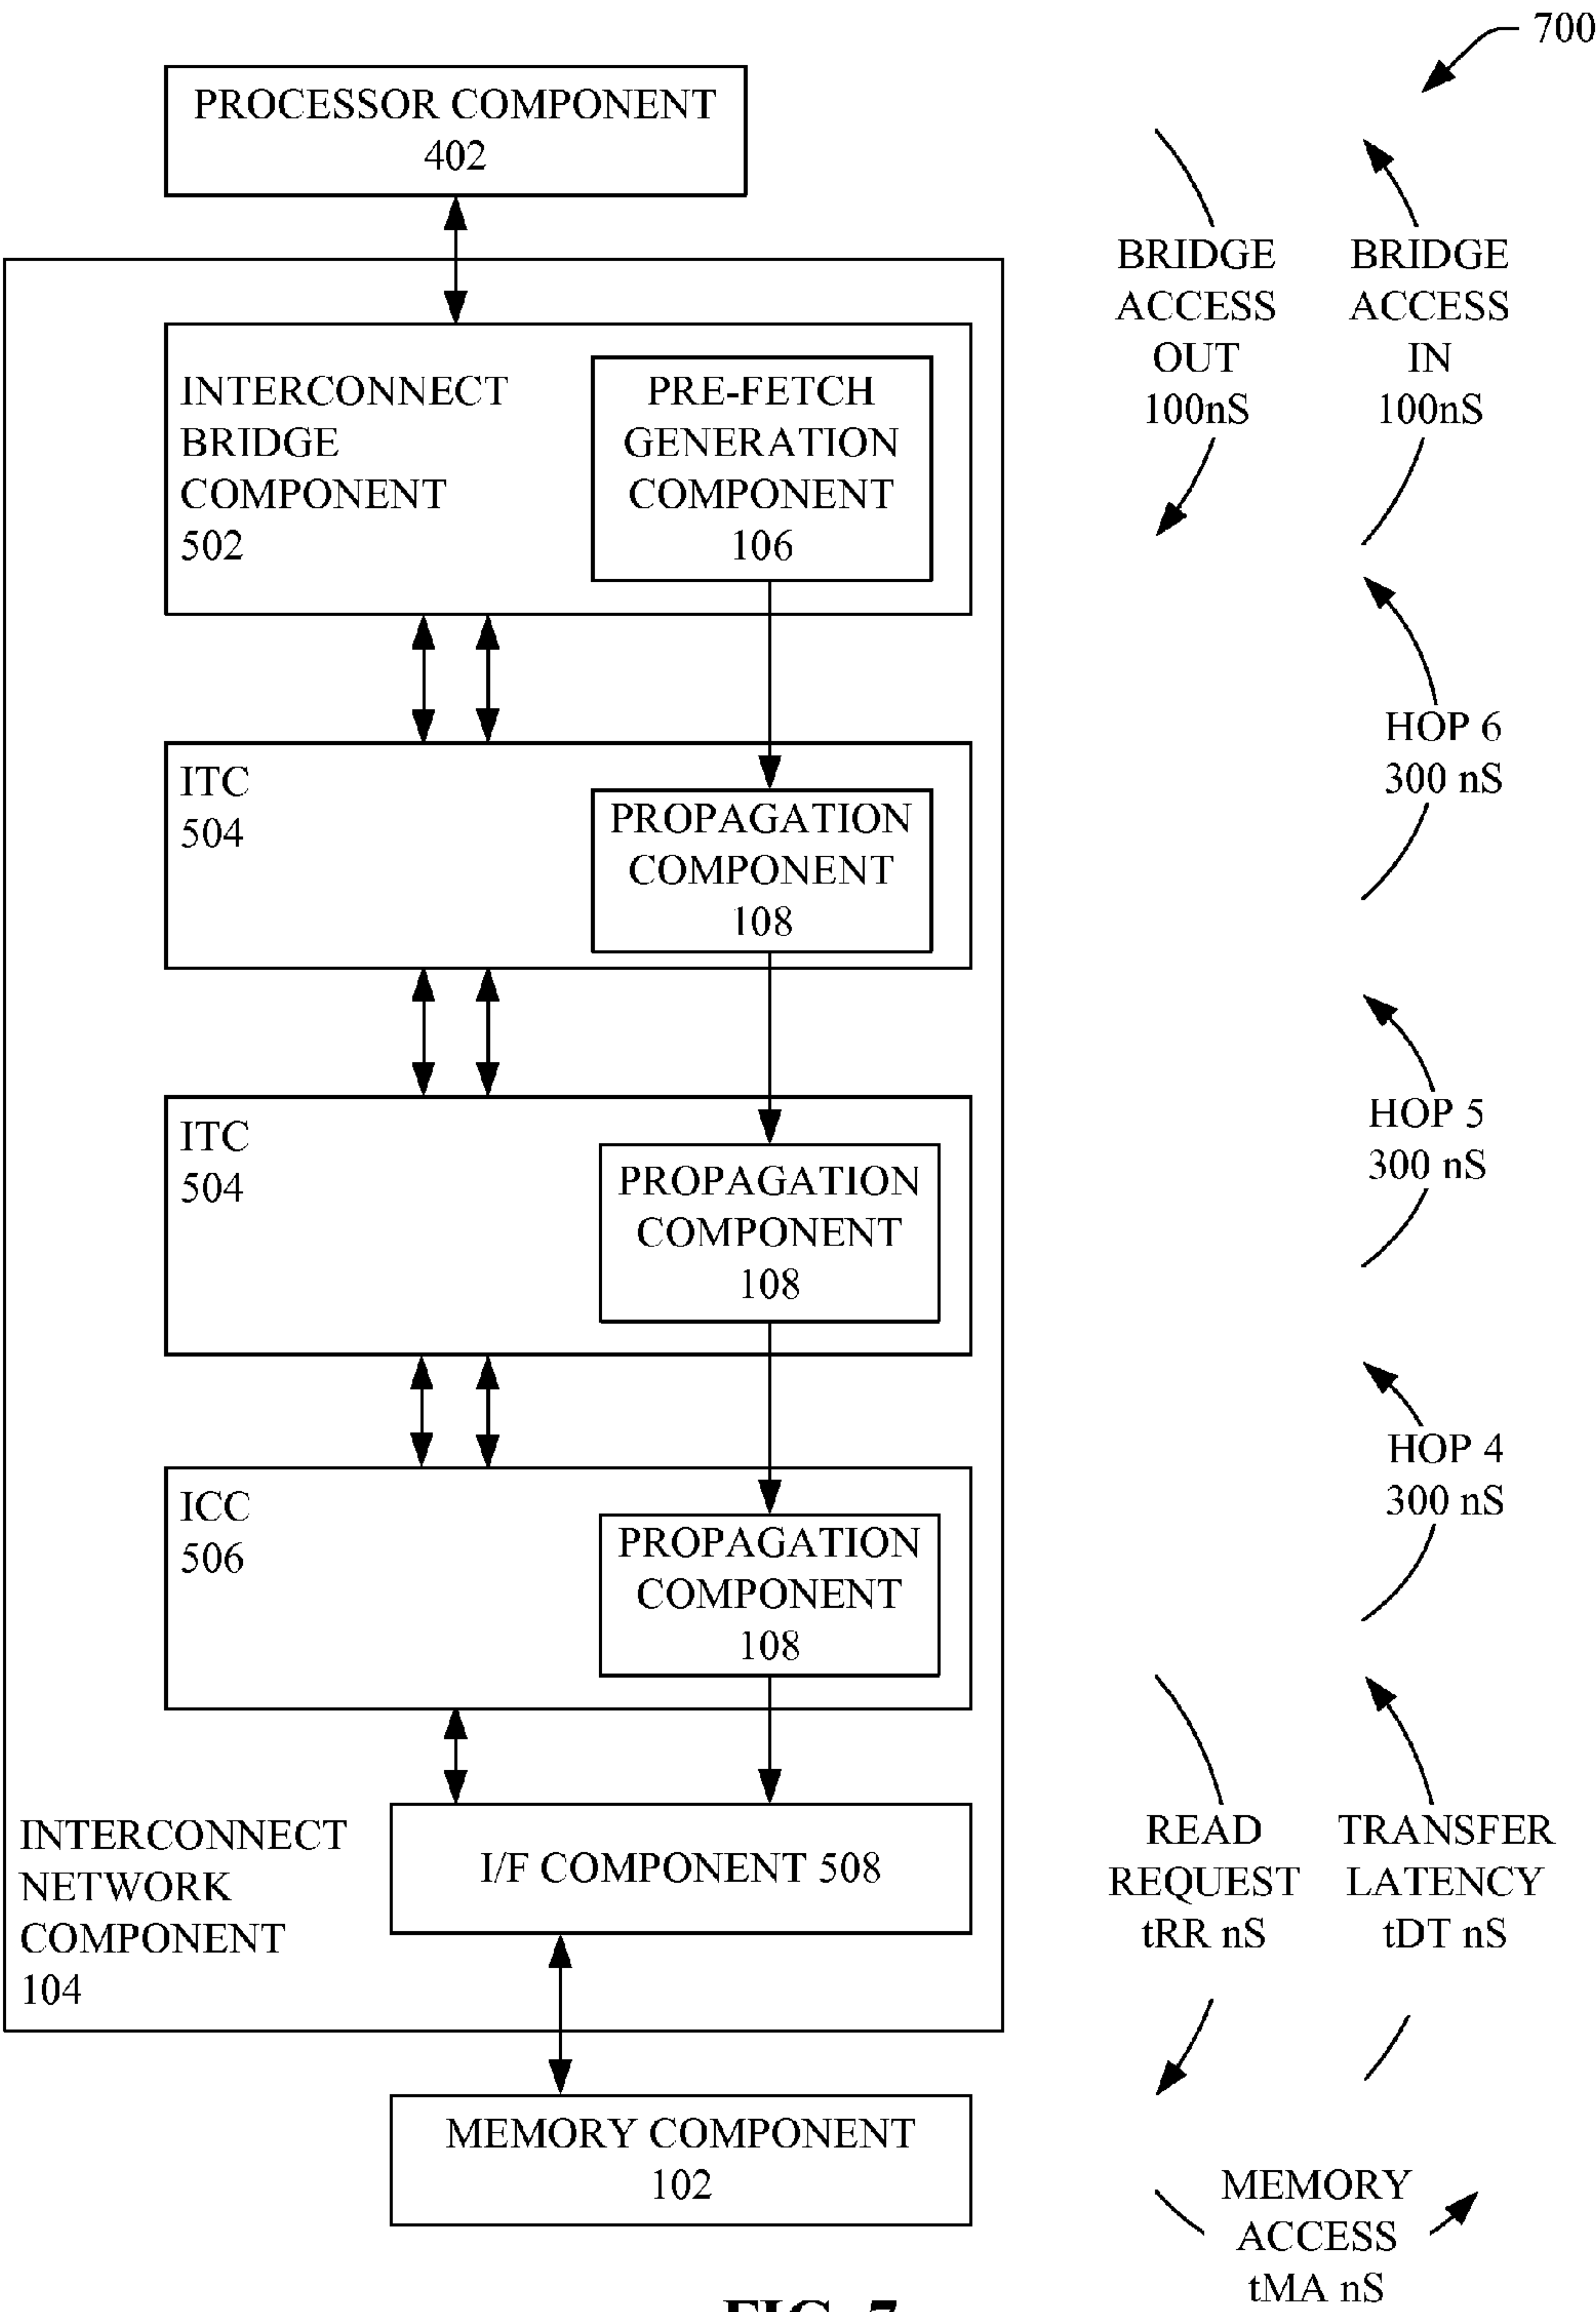 700
PROCESSOR COMPONENT
402
INTERCONNECT
BRIDGE
COMPONENT
502
PRE-FETCH
GENERATION
COMPONENT
106
BRIDGE
ACCESS
OUT
100nS
BRIDGE
ACCESS
IN
100nS
HOP 6
300 nS
ITC
504
PROPAGATION
COMPONENT
108
HOP 5
300 nS
ITC
504
PROPAGATION
COMPONENT
108
HOP 4
300 nS
ICC
506
PROPAGATION
COMPONENT
108
INTERCONNECT
NETWORK
COMPONENT
104
I/F COMPONENT 508
READ
REQUEST
tRR nS
TRANSFER
LATENCY
tDT nS
MEMORY COMPONENT
102
MEMORY
ACCESS
tMA nS
FIG. 7